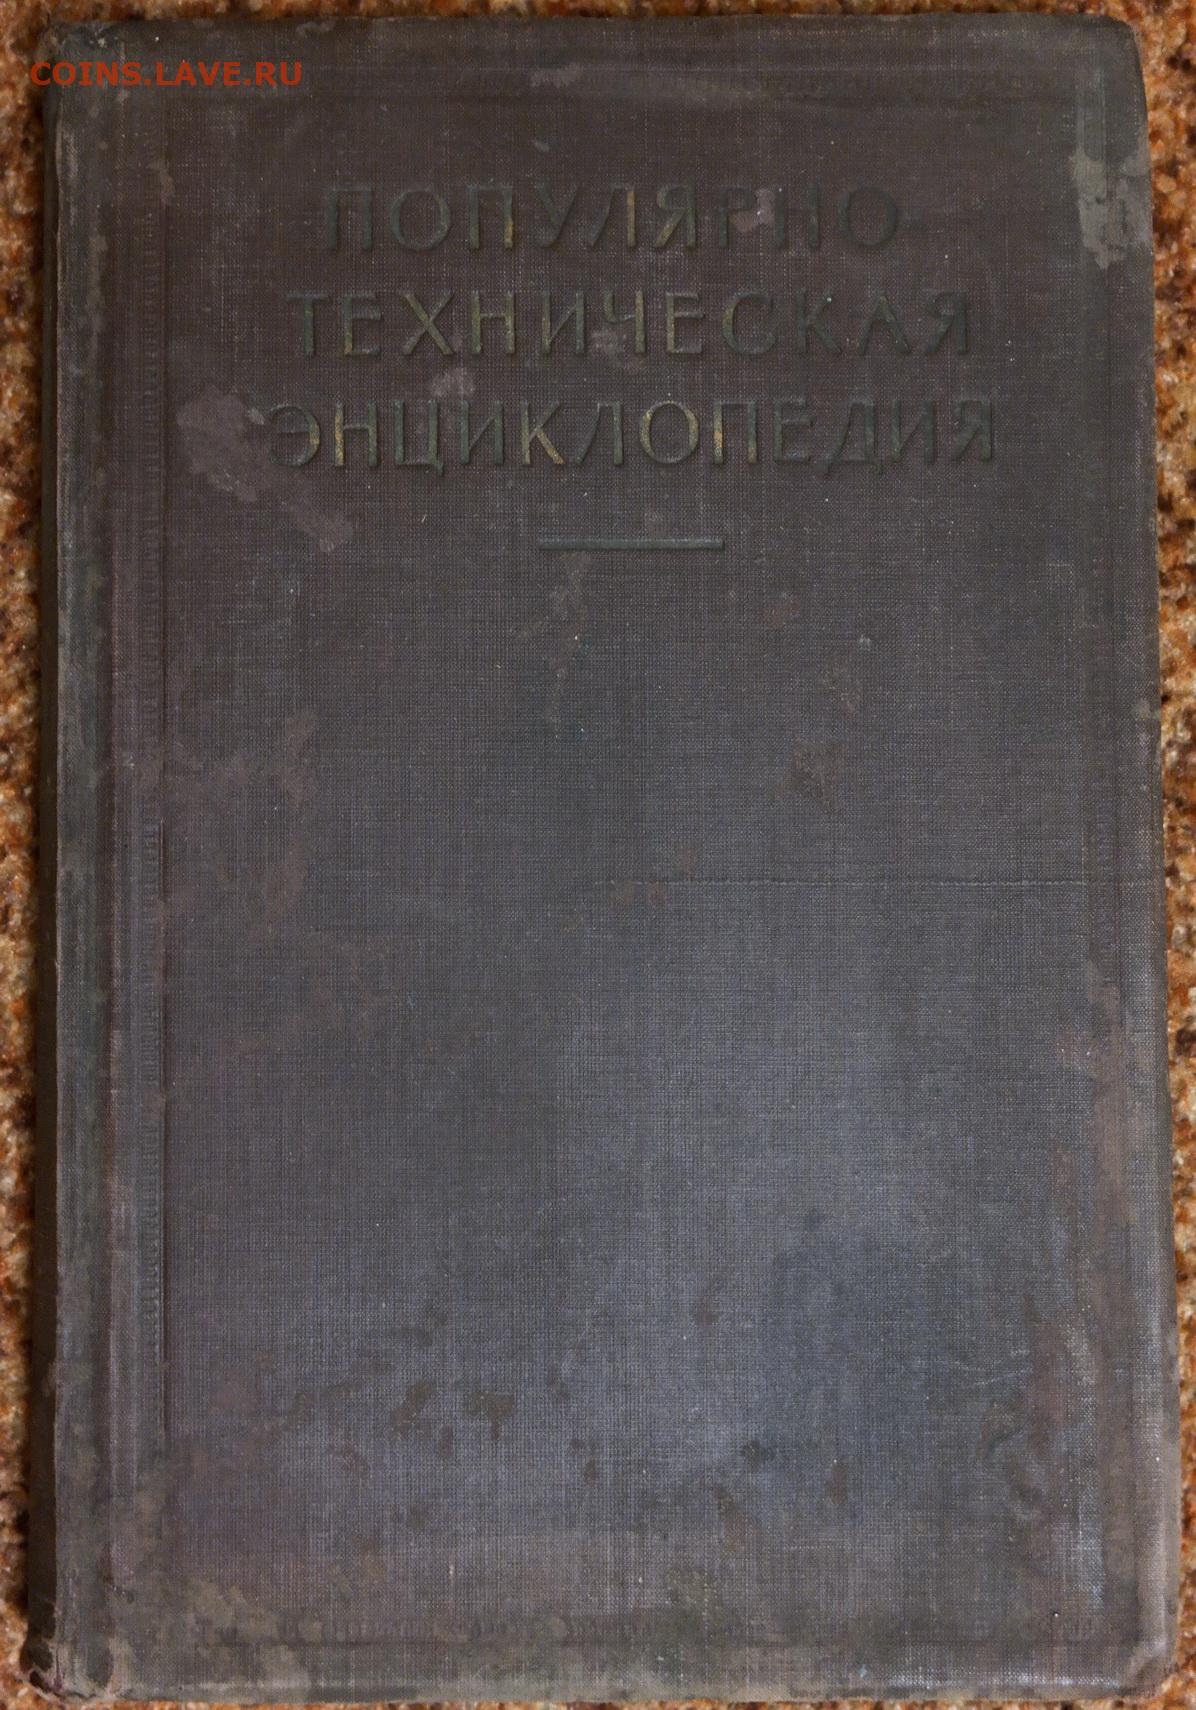 COINS.LAVE.RU
ПОПУЛЯРНО-
ТЕХНИЧЕСКАЯ
ЭНЦИКЛОПЕДИЯ